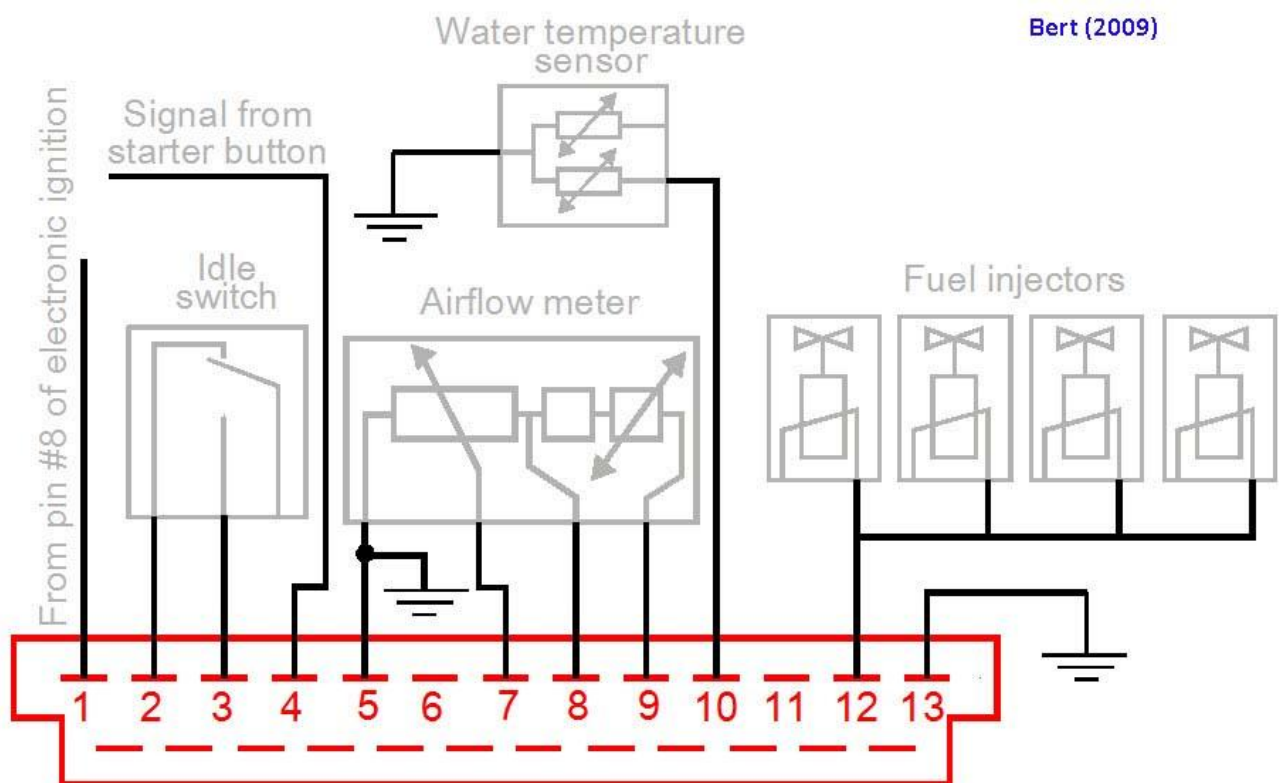 Water temperature
sensor
Bert (2009)
From pin #8 of electronic ignition
Signal from
starter button
Idle
switch
Airflow meter
Fuel injectors
1 2 3 4 5 6 7 8 9 10 11 12 13